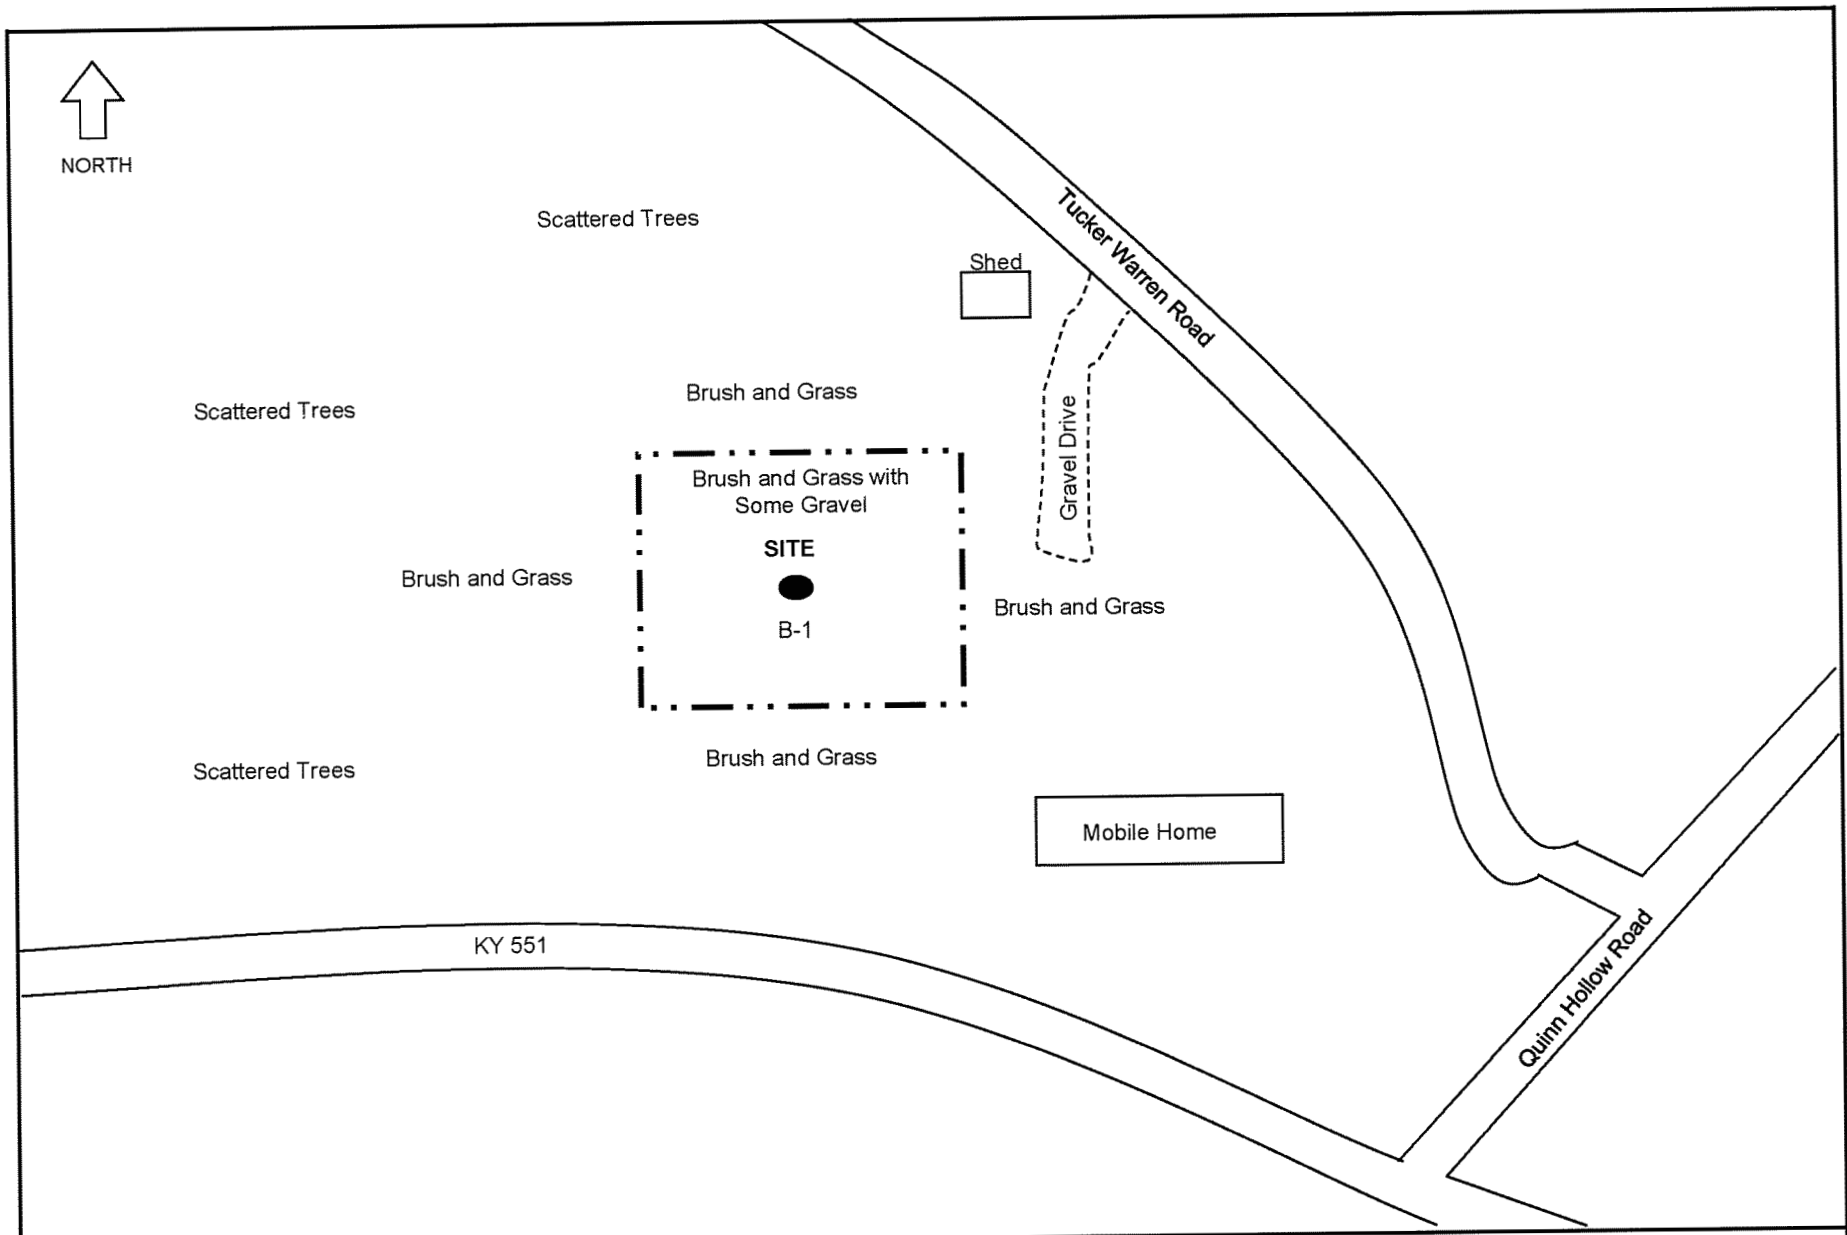 NORTH
Scattered Trees
Tucker Warren Road
Shed
Scattered Trees
Brush and Grass
Gravel Drive
Brush and Grass with
Some Gravel
SITE
Brush and Grass
B-1
Brush and Grass
Scattered Trees
Brush and Grass
Mobile Home
KY 551
Quinn Hollow Road